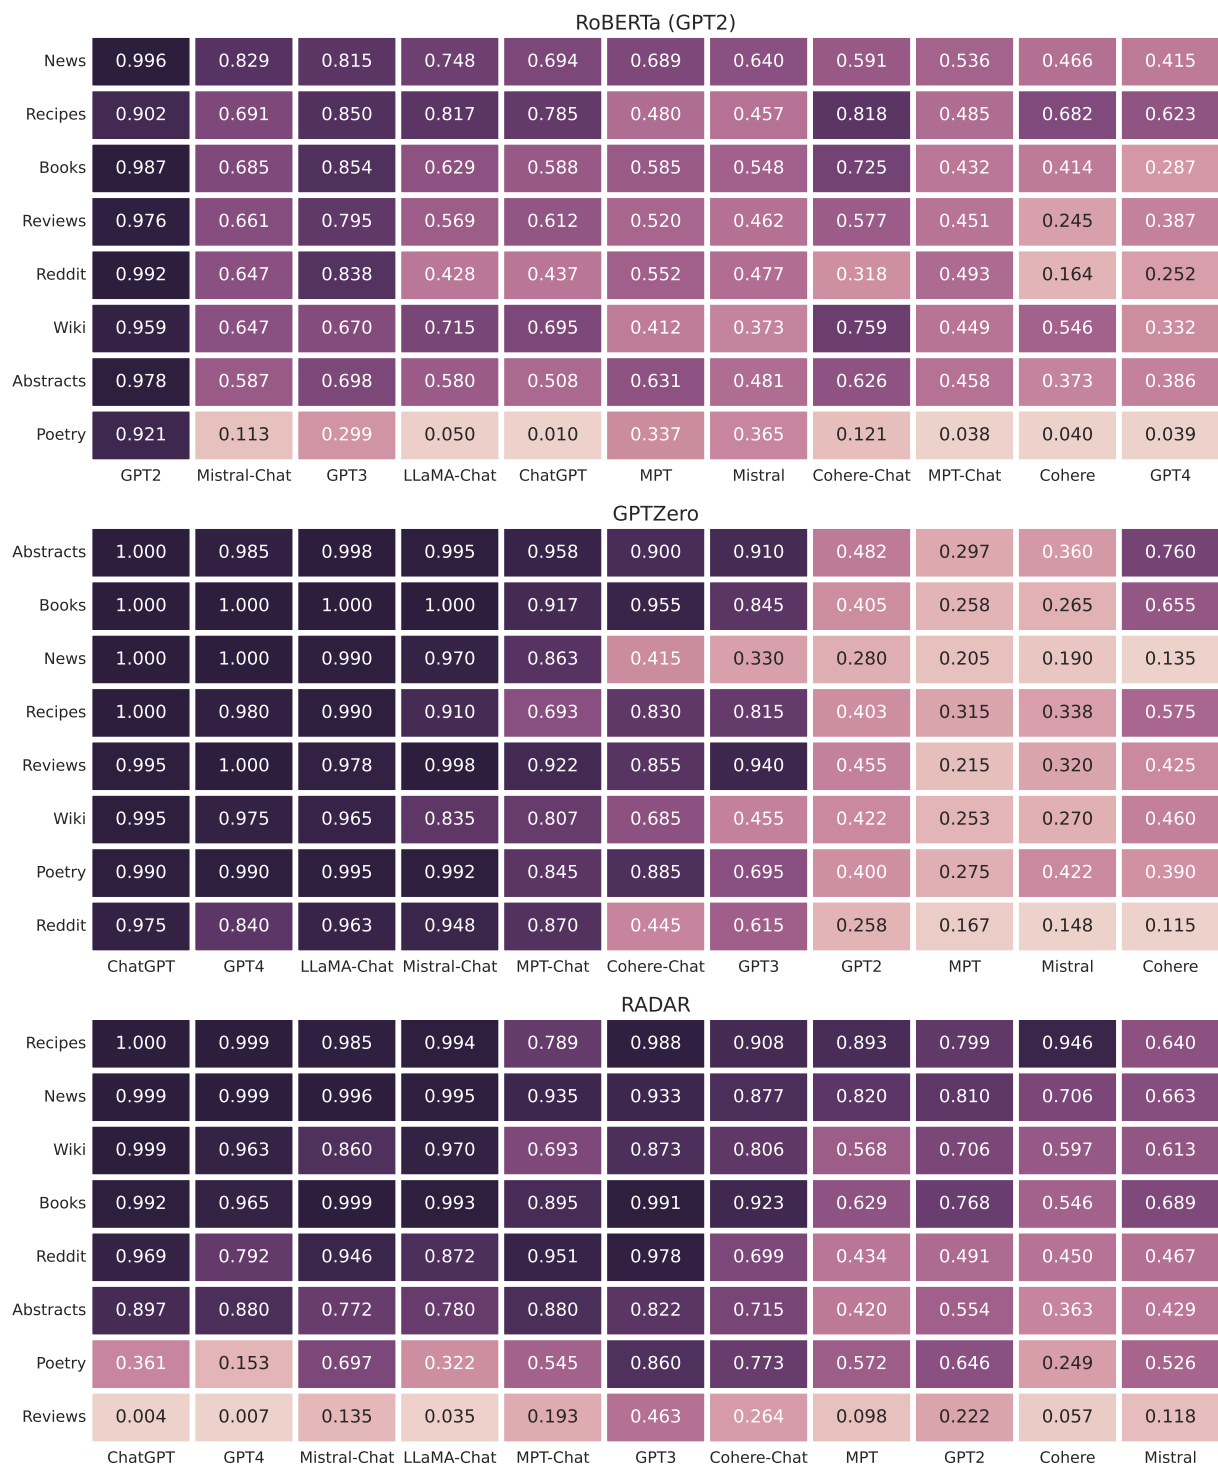 RoBERTa (GPT2)
News 0.996 0.829 0.815 0.748 0.694 0.689 0.640 0.591 0.536 0.466 0.415
Recipes 0.902 0.691 0.850 0.817 0.785 0.480 0.457 0.818 0.485 0.682 0.623
Books 0.987 0.685 0.854 0.629 0.588 0.585 0.548 0.725 0.432 0.414 0.287
Reviews 0.976 0.661 0.795 0.569 0.612 0.520 0.462 0.577 0.451 0.245 0.387
Reddit 0.992 0.647 0.838 0.428 0.437 0.552 0.477 0.318 0.493 0.164 0.252
Wiki 0.959 0.647 0.670 0.715 0.695 0.412 0.373 0.759 0.449 0.546 0.332
Abstracts 0.978 0.587 0.698 0.580 0.508 0.631 0.481 0.626 0.458 0.373 0.386
Poetry 0.921 0.113 0.299 0.050 0.010 0.337 0.365 0.121 0.038 0.040 0.039
GPT2 Mistral-Chat GPT3 LLaMA-Chat ChatGPT MPT Mistral Cohere-Chat MPT-Chat Cohere GPT4
GPTZero
Abstracts 1.000 0.985 0.998 0.995 0.958 0.900 0.910 0.482 0.297 0.360 0.760
Books 1.000 1.000 1.000 1.000 0.917 0.955 0.845 0.405 0.258 0.265 0.655
News 1.000 1.000 0.990 0.970 0.863 0.415 0.330 0.280 0.205 0.190 0.135
Recipes 1.000 0.980 0.990 0.910 0.693 0.830 0.815 0.403 0.315 0.338 0.575
Reviews 0.995 1.000 0.978 0.998 0.922 0.855 0.940 0.455 0.215 0.320 0.425
Wiki 0.995 0.975 0.965 0.835 0.807 0.685 0.455 0.422 0.253 0.270 0.460
Poetry 0.990 0.990 0.995 0.992 0.845 0.885 0.695 0.400 0.275 0.422 0.390
Reddit 0.975 0.840 0.963 0.948 0.870 0.445 0.615 0.258 0.167 0.148 0.115
ChatGPT GPT4 LLaMA-Chat Mistral-Chat MPT-Chat Cohere-Chat GPT3 GPT2 MPT Mistral Cohere
RADAR
Recipes 1.000 0.999 0.985 0.994 0.789 0.988 0.908 0.893 0.799 0.946 0.640
News 0.999 0.999 0.996 0.995 0.935 0.933 0.877 0.820 0.810 0.706 0.663
Wiki 0.999 0.963 0.860 0.970 0.693 0.873 0.806 0.568 0.706 0.597 0.613
Books 0.992 0.965 0.999 0.993 0.895 0.991 0.923 0.629 0.768 0.546 0.689
Reddit 0.969 0.792 0.946 0.872 0.951 0.978 0.699 0.434 0.491 0.450 0.467
Abstracts 0.897 0.880 0.772 0.780 0.880 0.822 0.715 0.420 0.554 0.363 0.429
Poetry 0.361 0.153 0.697 0.322 0.545 0.860 0.773 0.572 0.646 0.249 0.526
Reviews 0.004 0.007 0.135 0.035 0.193 0.463 0.264 0.098 0.222 0.057 0.118
ChatGPT GPT4 Mistral-Chat LLaMA-Chat MPT-Chat GPT3 Cohere-Chat MPT GPT2 Cohere Mistral